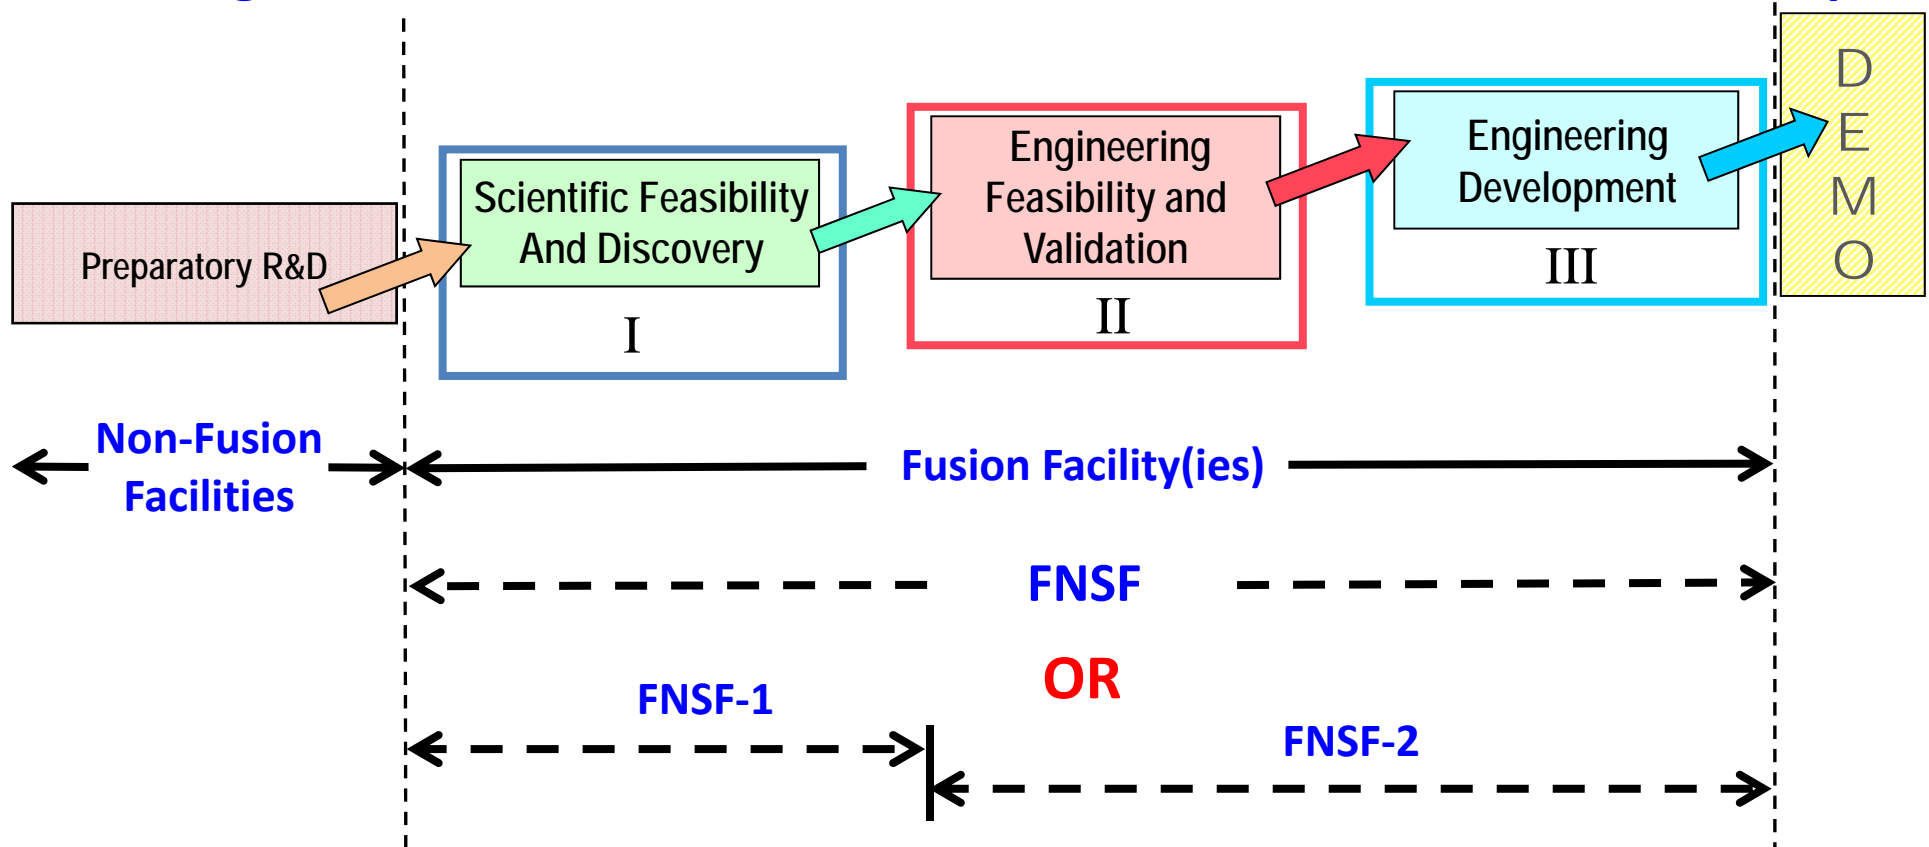 Preparatory R&D
Scientific Feasibility
And Discovery
I
Engineering
Feasibility and
Validation
II
Engineering
Development
III
D
E
M
O
Non-Fusion
Facilities
Fusion Facility(ies)
FNSF
OR
FNSF-1
FNSF-2